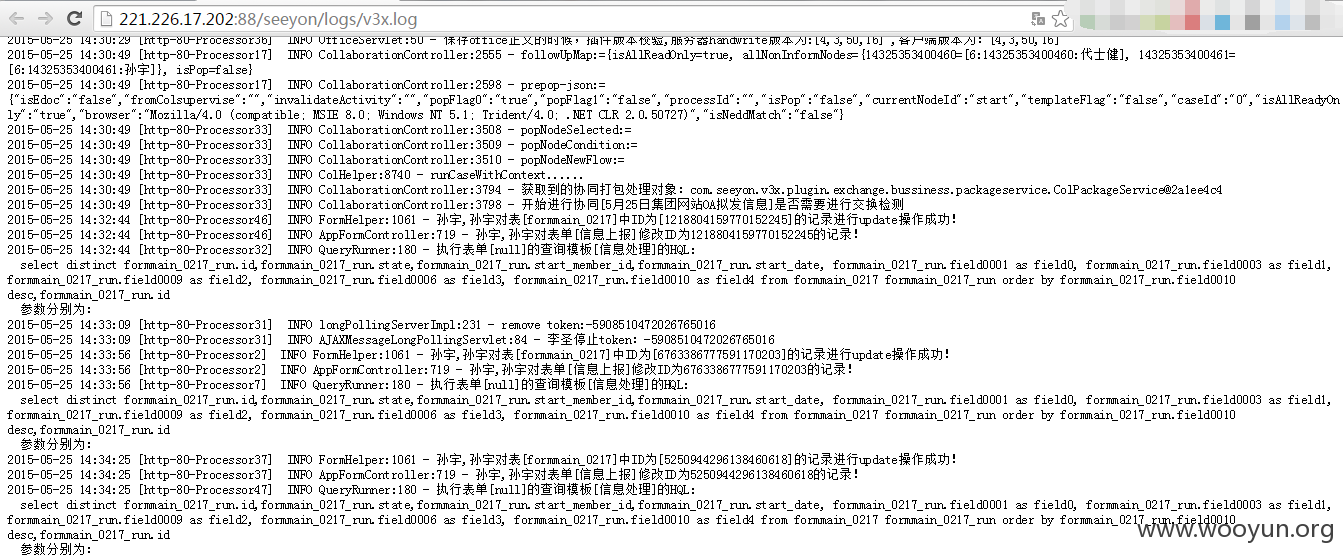 221.226.17.202:88/seeyon/logs/v3x.log
2015-05-25 14:30:29 [http-80-Processor36]  INFO OfficeServlet:50 - 保存office正文的时候，插件版本校验,服务器handwrite版本为:[4,3,50,16] ,客户端版本为: [4,3,50,16]
2015-05-25 14:30:49 [http-80-Processor17]  INFO CollaborationController:2555 - followUpMap:={isAllReadOnly=true, allNonInformNodes={14325353400460=[6:14325353400460:代士健], 14325353400461=
[6:14325353400461:孙宇]}, isPop=false}
2015-05-25 14:30:49 [http-80-Processor17]  INFO CollaborationController:2598 - prepop-json:=
{"isEdoc":"false","fromColsupervise":"","invalidateActivity":"","popFlag0":"true","popFlag1":"false","processId":"","isPop":"false","currentNodeId":"start","templateFlag":"false","caseId":"0","isAllReadyOn
ly":"true","browser":"Mozilla/4.0 (compatible; MSIE 8.0; Windows NT 5.1; Trident/4.0; .NET CLR 2.0.50727)","isNeddMatch":"false"}
2015-05-25 14:30:49 [http-80-Processor33]  INFO CollaborationController:3508 - popNodeSelected:=
2015-05-25 14:30:49 [http-80-Processor33]  INFO CollaborationController:3509 - popNodeCondition:=
2015-05-25 14:30:49 [http-80-Processor33]  INFO CollaborationController:3510 - popNodeNewFlow:=
2015-05-25 14:30:49 [http-80-Processor33]  INFO ColHelper:8740 - runCaseWithContext......
2015-05-25 14:30:49 [http-80-Processor33]  INFO CollaborationController:3794 - 获取到的协同打包处理对象: com.seeyon.v3x.plugin.exchange.bussiness.packageservice.ColPackageService@2a1ee4c4
2015-05-25 14:30:49 [http-80-Processor33]  INFO CollaborationController:3798 - 开始进行协同[5月25日集团网站OA拟发信息]是否需要进行交换检测
2015-05-25 14:32:44 [http-80-Processor46]  INFO FormHelper:1061 - 孙宇,孙宇对表[formmain_0217]中ID为[1218804159770152245]的记录进行update操作成功!
2015-05-25 14:32:44 [http-80-Processor46]  INFO AppFormController:719 - 孙宇,孙宇对表单[信息上报]修改ID为1218804159770152245的记录!
2015-05-25 14:32:44 [http-80-Processor32]  INFO QueryRunner:180 - 执行表单[null]的查询模板[信息处理]的HQL:
select distinct formmain_0217_run.id,formmain_0217_run.state,formmain_0217_run.start_member_id,formmain_0217_run.start_date, formmain_0217_run.field0001 as field0, formmain_0217_run.field0003 as field1,
formmain_0217_run.field0009 as field2, formmain_0217_run.field0006 as field3, formmain_0217_run.field0010 as field4 from formmain_0217 formmain_0217_run order by formmain_0217_run.field0010
desc,formmain_0217_run.id
参数分别为:
2015-05-25 14:33:09 [http-80-Processor31]  INFO longPollingServerImpl:231 - remove token:-5908510472026765016
2015-05-25 14:33:09 [http-80-Processor31]  INFO AJAXMessageLongPollingServlet:84 - 李圣停止token: -5908510472026765016
2015-05-25 14:33:56 [http-80-Processor2]  INFO FormHelper:1061 - 孙宇,孙宇对表[formmain_0217]中ID为[6763386777591170203]的记录进行update操作成功!
2015-05-25 14:33:56 [http-80-Processor2]  INFO AppFormController:719 - 孙宇,孙宇对表单[信息上报]修改ID为6763386777591170203的记录!
2015-05-25 14:33:56 [http-80-Processor7]  INFO QueryRunner:180 - 执行表单[null]的查询模板[信息处理]的HQL:
select distinct formmain_0217_run.id,formmain_0217_run.state,formmain_0217_run.start_member_id,formmain_0217_run.start_date, formmain_0217_run.field0001 as field0, formmain_0217_run.field0003 as field1,
formmain_0217_run.field0009 as field2, formmain_0217_run.field0006 as field3, formmain_0217_run.field0010 as field4 from formmain_0217 formmain_0217_run order by formmain_0217_run.field0010
desc,formmain_0217_run.id
参数分别为:
2015-05-25 14:34:25 [http-80-Processor37]  INFO FormHelper:1061 - 孙宇,孙宇对表[formmain_0217]中ID为[5250944296138460618]的记录进行update操作成功!
2015-05-25 14:34:25 [http-80-Processor37]  INFO AppFormController:719 - 孙宇,孙宇对表单[信息上报]修改ID为5250944296138460618的记录!
2015-05-25 14:34:25 [http-80-Processor47]  INFO QueryRunner:180 - 执行表单[null]的查询模板[信息处理]的HQL:
select distinct formmain_0217_run.id,formmain_0217_run.state,formmain_0217_run.start_member_id,formmain_0217_run.start_date, formmain_0217_run.field0001 as field0, formmain_0217_run.field0003 as field1,
formmain_0217_run.field0009 as field2, formmain_0217_run.field0006 as field3, formmain_0217_run.field0010 as field4 from formmain_0217 formmain_0217_run order by formmain_0217_run.field0010
desc,formmain_0217_run.id
参数分别为:
www.wooyun.org